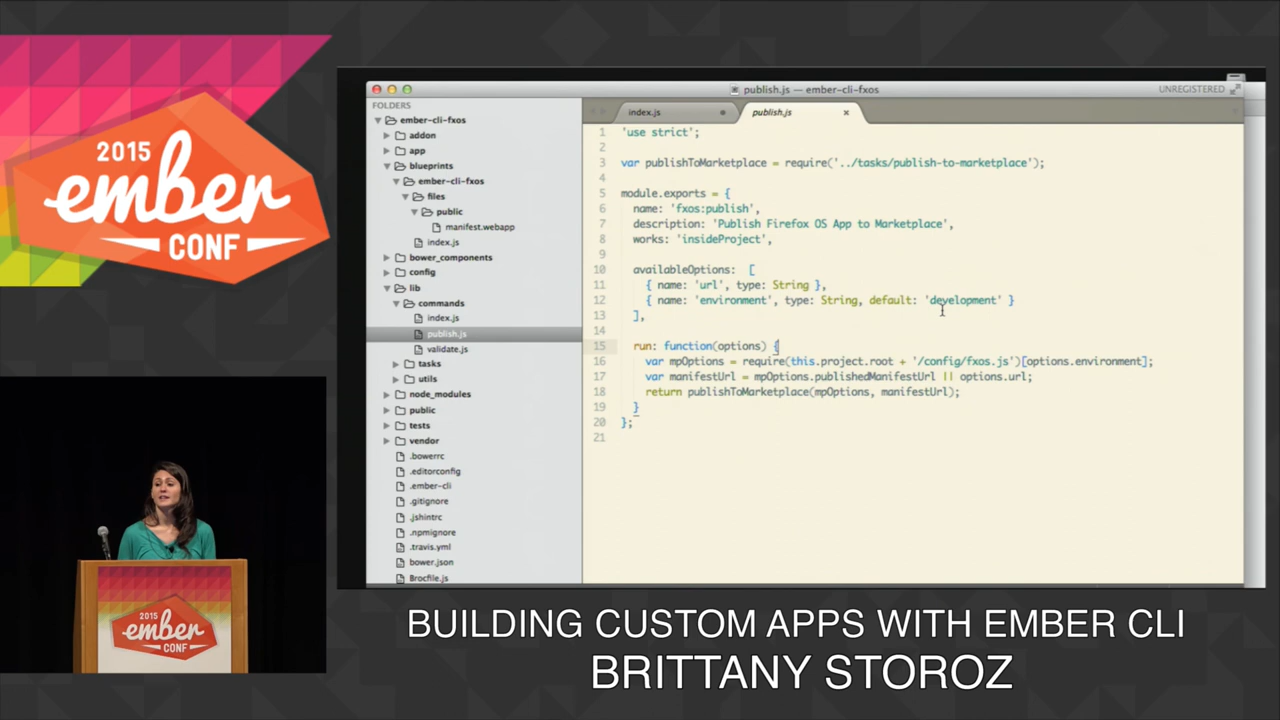 2015
ember
CONF
publish.js — ember-cli-fxos
UNREGISTERED
FOLDERS
ember-cli-fxos
addon
app
blueprints
ember-cli-fxos
files
public
manifest.webapp
index.js
bower_components
config
lib
commands
index.js
publish.js
validate.js
tasks
utils
node_modules
public
tests
vendor
.bowerrc
.editorconfig
.ember-cli
.gitignore
.jshintrc
.npmignore
.travis.yml
bower.json
Brocfile.js
index.js
publish.js
1 'use strict';
2
3 var publishToMarketplace = require('../tasks/publish-to-marketplace');
4
5 module.exports = {
6 name: 'fxos:publish',
7 description: 'Publish Firefox OS App to Marketplace',
8 works: 'insideProject',
9
10 availableOptions: [
11 { name: 'url', type: String },
12 { name: 'environment', type: String, default: 'development' }
13 ],
14
15 run: function(options) {
16 var mpOptions = require(this.project.root + '/config/fxos.js')[options.environment];
17 var manifestUrl = mpOptions.publishedManifestUrl || options.url;
18 return publishToMarketplace(mpOptions, manifestUrl);
19 }
20 };
21
2015
ember
CONF
BUILDING CUSTOM APPS WITH EMBER CLI
BRITTANY STOROZ